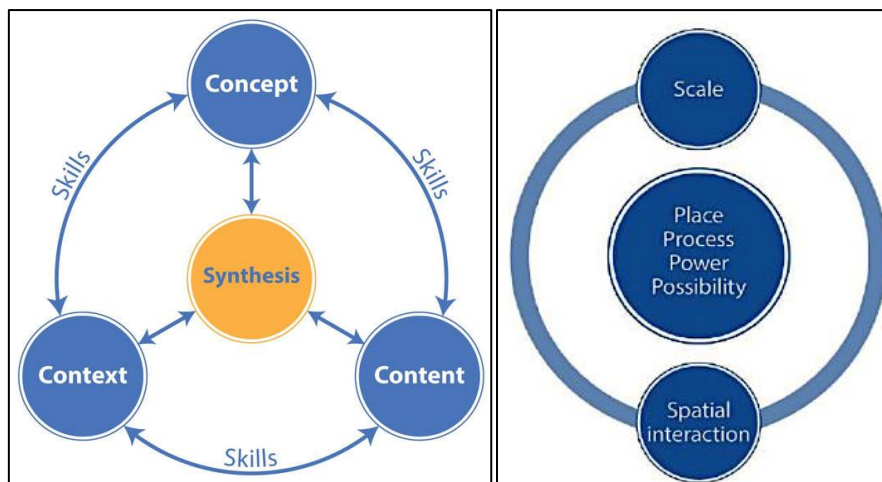 Concept
Skills
Skills
Synthesis
Context
Content
Skills
Scale
Place
Process
Power
Possibility
Spatial
interaction